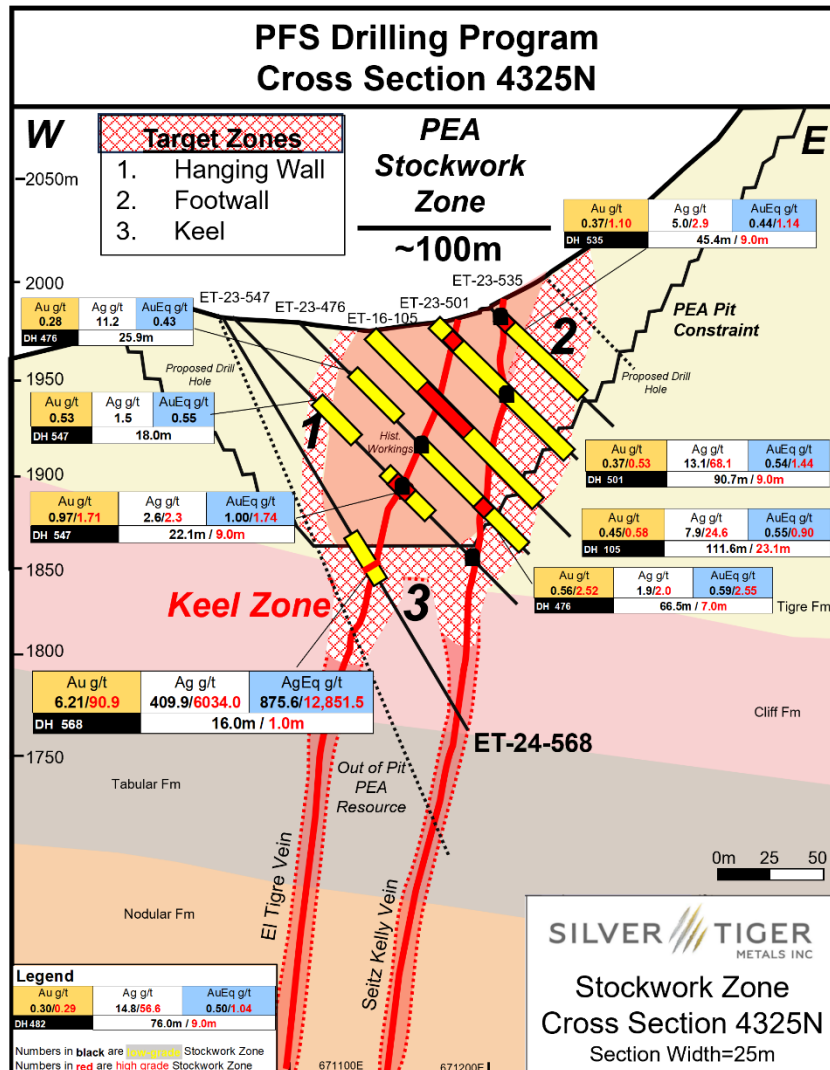 PFS Drilling Program
Cross Section 4325N
W
Target Zones
1. Hanging Wall
2. Footwall
3. Keel
PEA
Stockwork
Zone
~100m
E
2050m
2000
1950
1900
1850
1800
1750
Au g/t Ag g/t AuEq g/t
0.37/1.10 5.0/2.9 0.44/1.14
DH 535 45.4m / 9.0m
ET-23-547
ET-23-476
ET-16-105
ET-23-501
ET-23-535
Au g/t Ag g/t AuEq g/t
0.28 11.2 0.43
DH 476 25.9m
PEA Pit
Constraint
2
Proposed Drill
Hole
Proposed Drill
Hole
Au g/t Ag g/t AuEq g/t
0.53 1.5 0.55
DH 547 18.0m
1
Hist.
Workings
Au g/t Ag g/t AuEq g/t
0.37/0.53 13.1/68.1 0.54/1.44
DH 501 90.7m / 9.0m
Au g/t Ag g/t AuEq g/t
0.97/1.71 2.6/2.3 1.00/1.74
DH 547 22.1m / 9.0m
Au g/t Ag g/t AuEq g/t
0.45/0.58 7.9/24.6 0.55/0.90
DH 105 111.6m / 23.1m
Au g/t Ag g/t AuEq g/t
0.56/2.52 1.9/2.0 0.59/2.55
DH 476 66.5m / 7.0m
Tigre Fm
Keel Zone
3
Au g/t Ag g/t AgEq g/t
6.21/90.9 409.9/6034.0 875.6/12,851.5
DH 568 16.0m / 1.0m
Cliff Fm
ET-24-568
Out of Pit
PEA
Resource
Tabular Fm
El Tigre Vein
Seitz Kelly Vein
Nodular Fm
0m 25 50
SILVER TIGER
METALS INC
Stockwork Zone
Cross Section 4325N
Section Width=25m
Legend
Au g/t Ag g/t AuEq g/t
0.30/0.29 14.8/56.6 0.50/1.04
DH 482 76.0m / 9.0m
Numbers in black are low-grade Stockwork Zone
Numbers in red are high grade Stockwork Zone
671100E
671200E